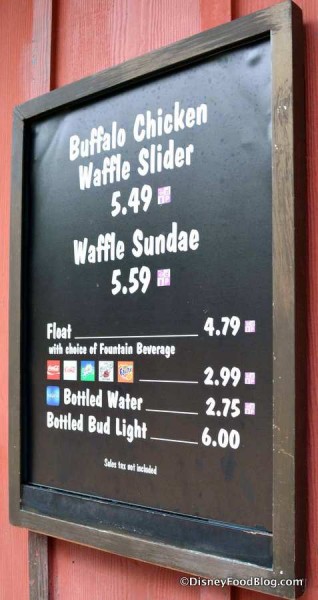 Buffalo Chicken
Waffle Slider
5.49
Waffle Sundae
5.59
Float 4.79
with choice of Fountain Beverage
2.99
Bottled Water 2.75
Bottled Bud Light 6.00
Sales tax not included
©DisneyFoodBlog.com